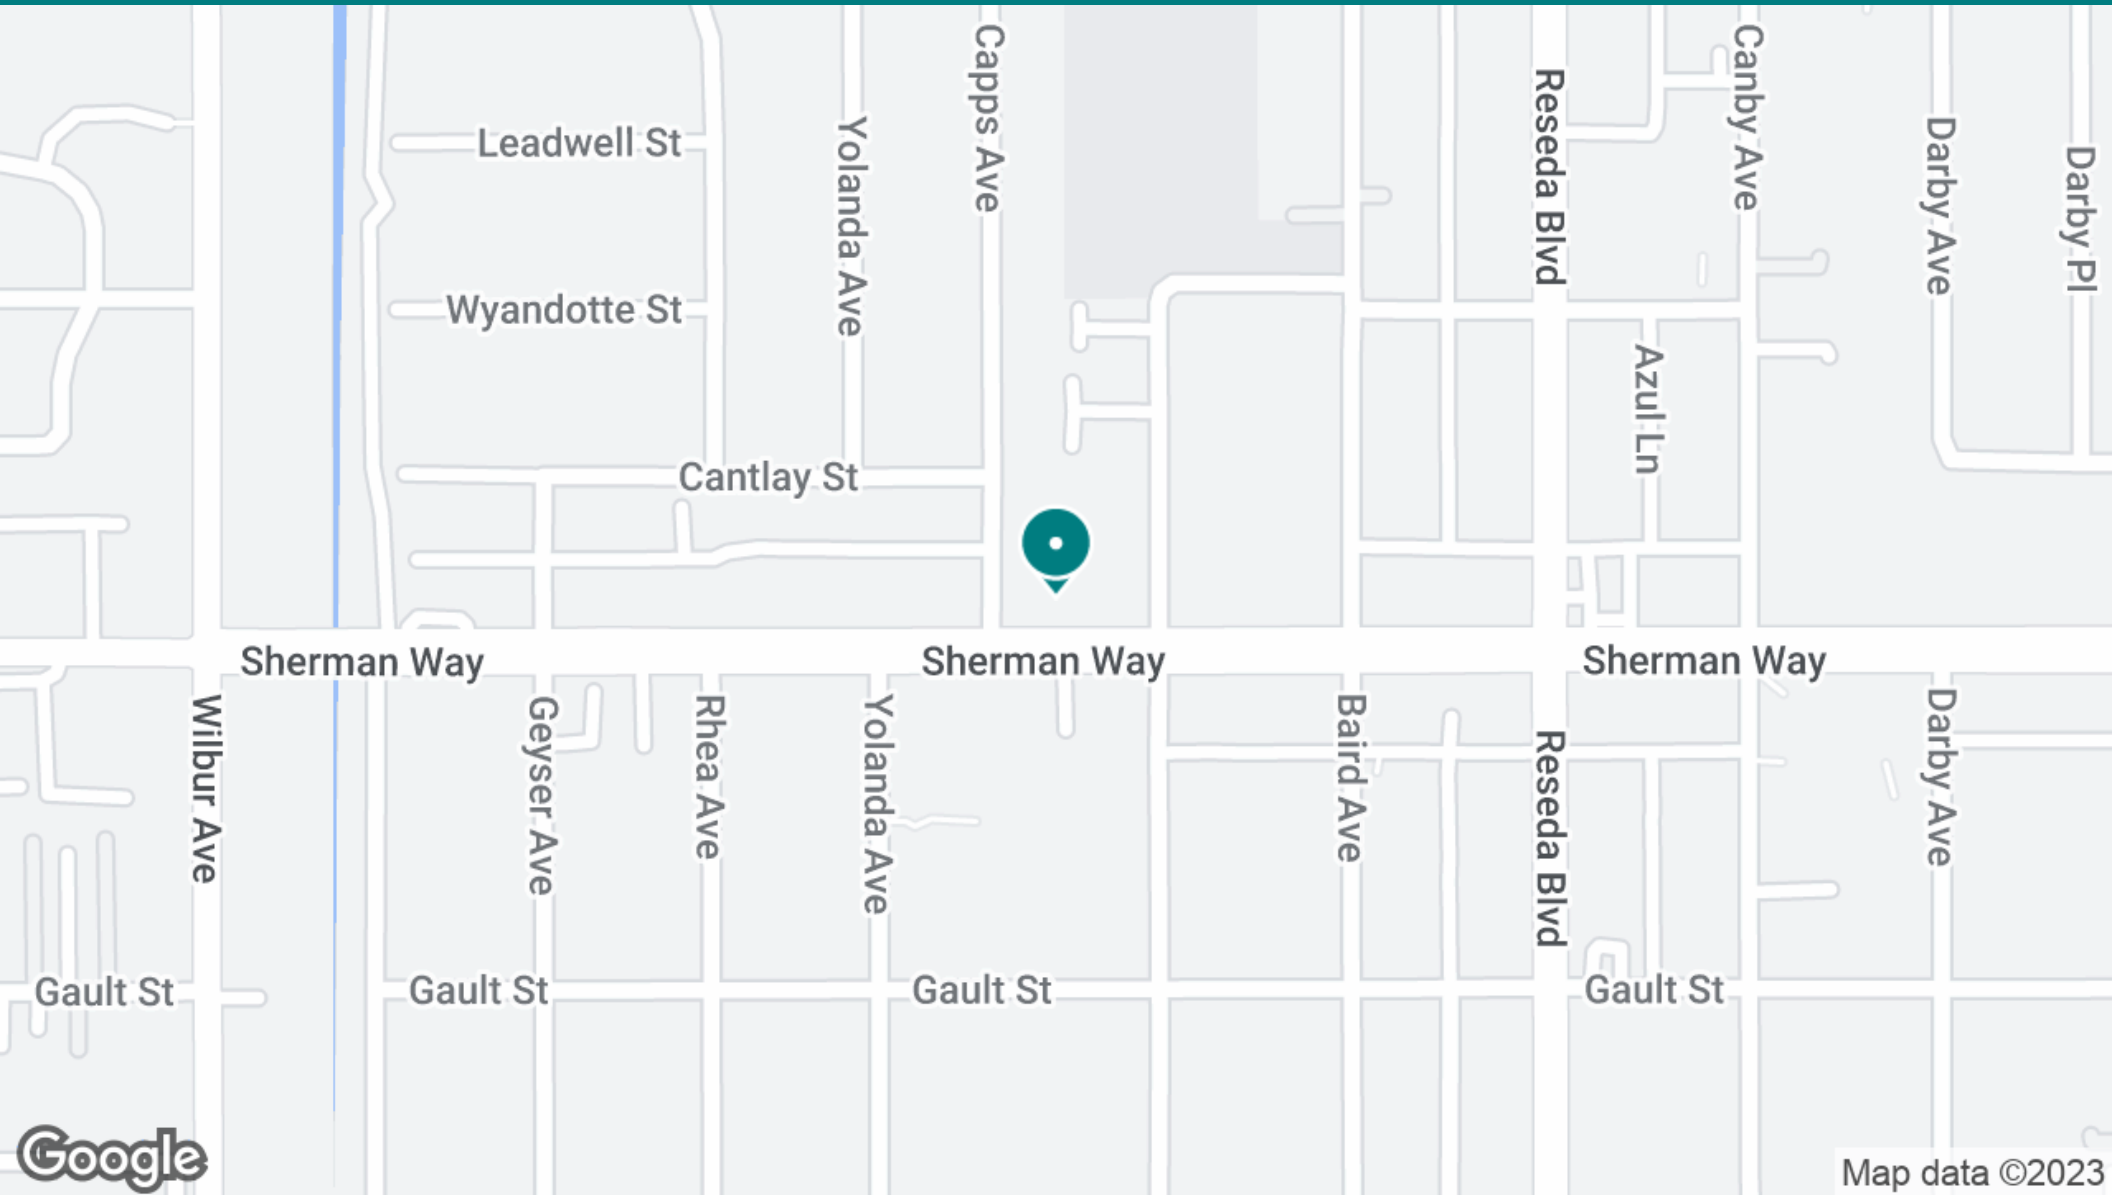 Capps Ave
Reseda Blvd
Canby Ave
Yolanda Ave
Darby Ave
Darby Pl
Leadwell St
Wyandotte St
Azul Ln
Cantlay St
Sherman Way
Sherman Way
Sherman Way
Wilbur Ave
Geyser Ave
Rhea Ave
Yolanda Ave
Baird Ave
Reseda Blvd
Darby Ave
Gault St
Gault St
Gault St
Gault St
Google
Map data ©2023